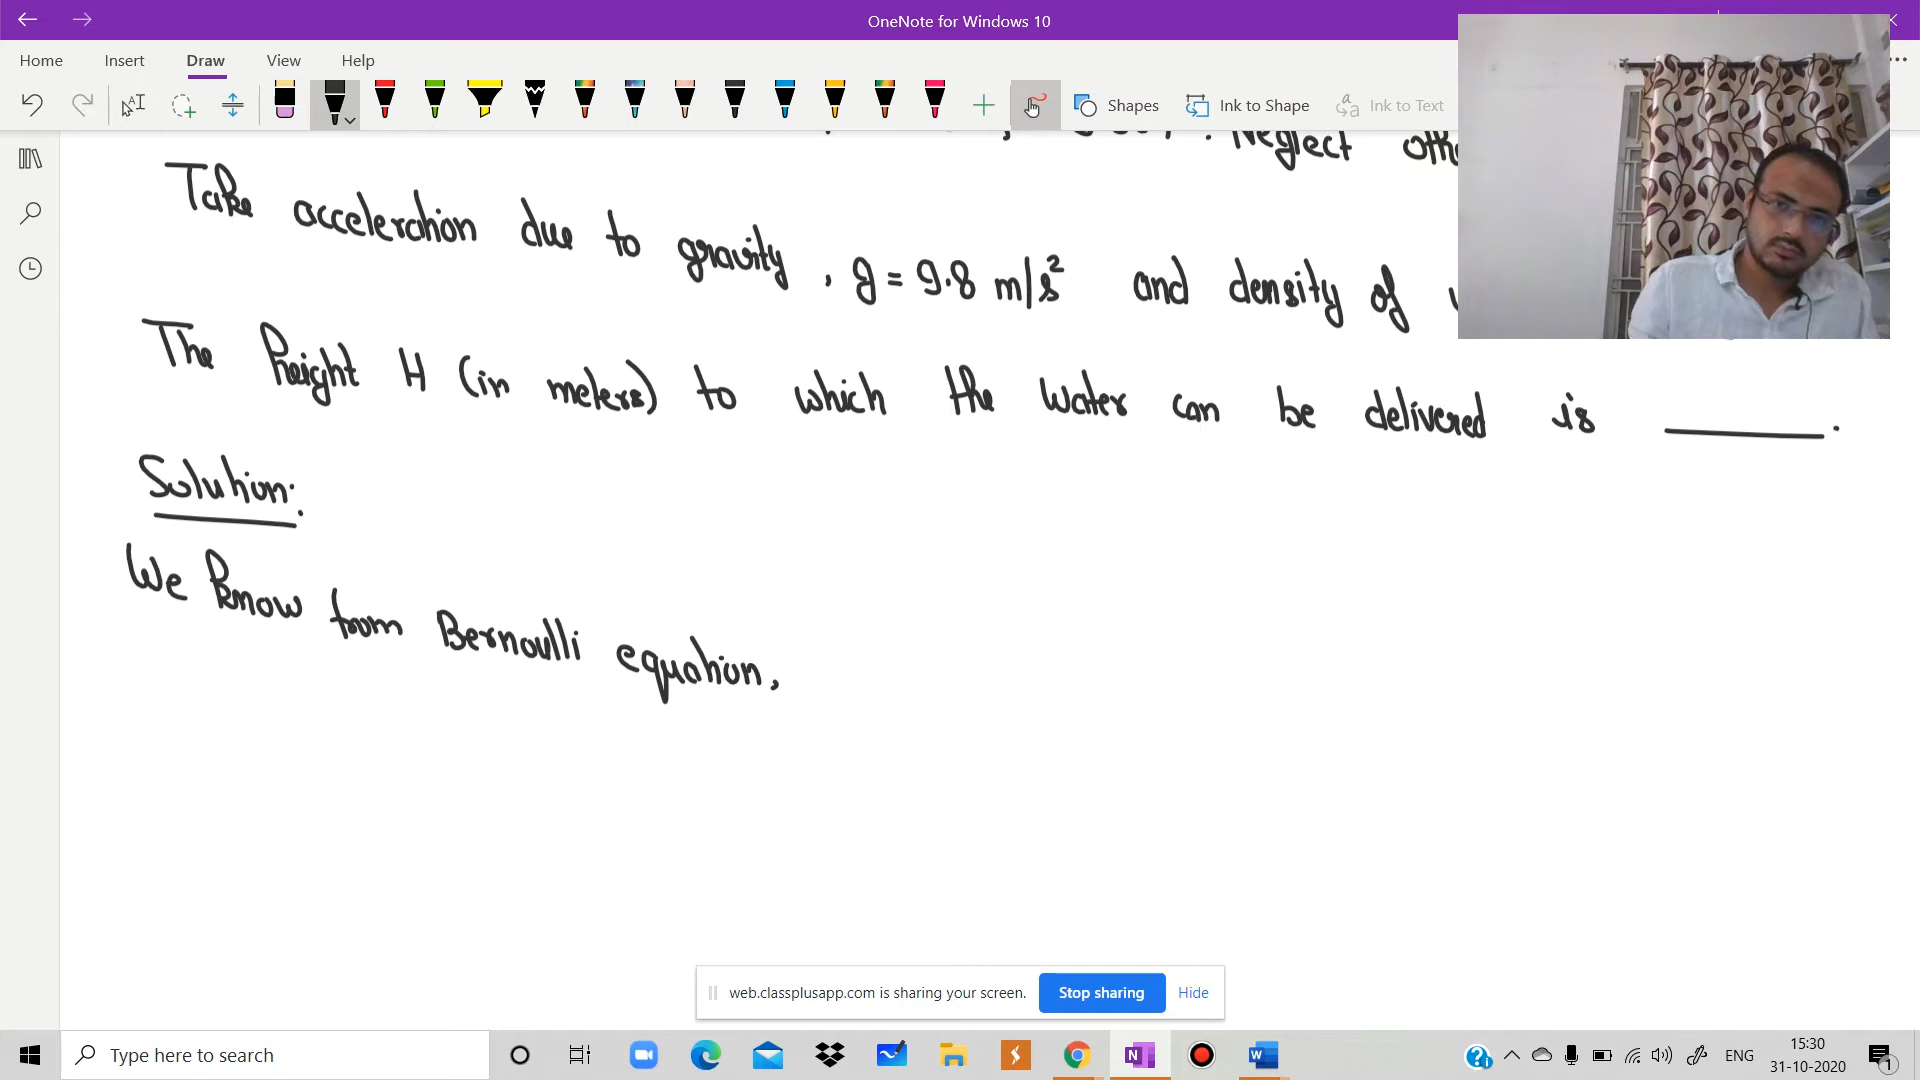 OneNote for Windows 10
Home Insert Draw View Help
Shapes Ink to Shape Ink to Text
. Neglect
Take acceleration due to gravity, g = 9.8 m/s² and density of
The height H (in meters) to which the water can be delivered is ______.
Solution:
We know from Bernoulli equation,
web.classplusapp.com is sharing your screen. Stop sharing Hide
Type here to search
ENG
15:30
31-10-2020
1